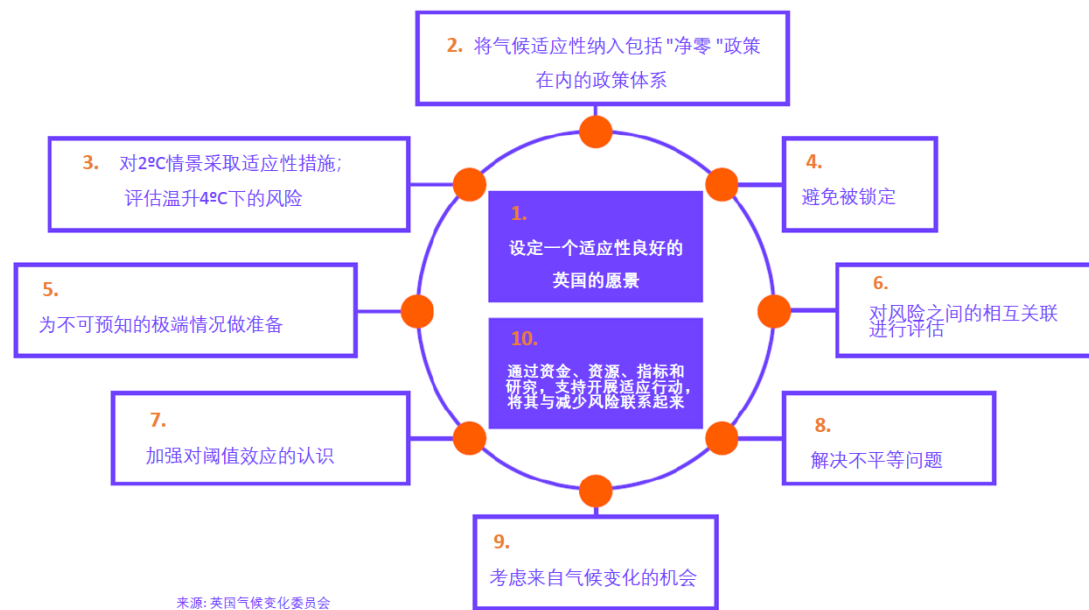 1.
设定一个适应性良好的
英国的愿景
2. 将气候适应性纳入包括"净零"政策
在内的政策体系
3. 对2ºC情景采取适应性措施;
评估温升4ºC下的风险
4.
避免被锁定
5.
为不可预知的极端情况做准备
6.
对风险之间的相互关联
进行评估
7.
加强对阈值效应的认识
8.
解决不平等问题
9.
考虑来自气候变化的机会
10.
通过资金、资源、指标和
研究，支持开展适应行动，
将其与减少风险联系起来
来源: 英国气候变化委员会